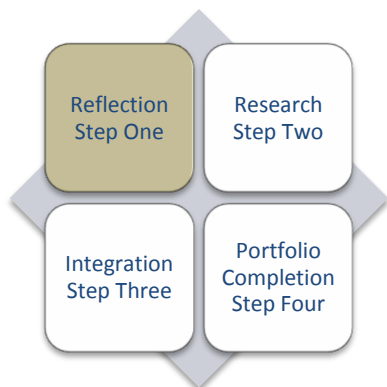 Reflection
Step One
Research
Step Two
Integration
Step Three
Portfolio
Completion
Step Four